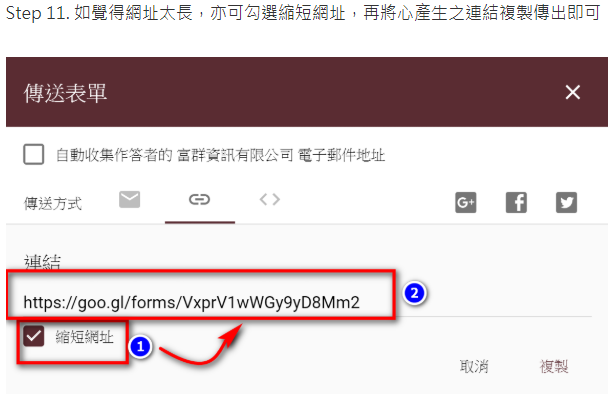 Step 11. 如覺得網址太長，亦可勾選縮短網址，再將心產生之連結複製傳出即可
傳送表單
自動收集作答者的 富群資訊有限公司 電子郵件地址
傳送方式
連結
https://goo.gl/forms/VxprV1wWGy9yD8Mm2
2
縮短網址
1
取消 複製